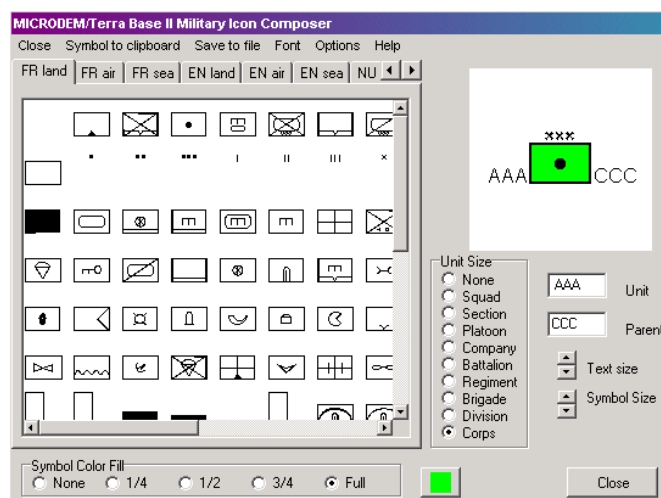 MICRODEM/Terra Base II Military Icon Composer
Close Symbol to clipboard Save to file Font Options Help
FR land FR air FR sea EN land EN air EN sea NU
xxx
AAA CCC
Unit Size
None
Squad
Section
Platoon
Company
Battalion
Regiment
Brigade
Division
Corps
AAA Unit
CCC Parent
Text size
Symbol Size
Symbol Color Fill
None 1/4 1/2 3/4 Full
Close